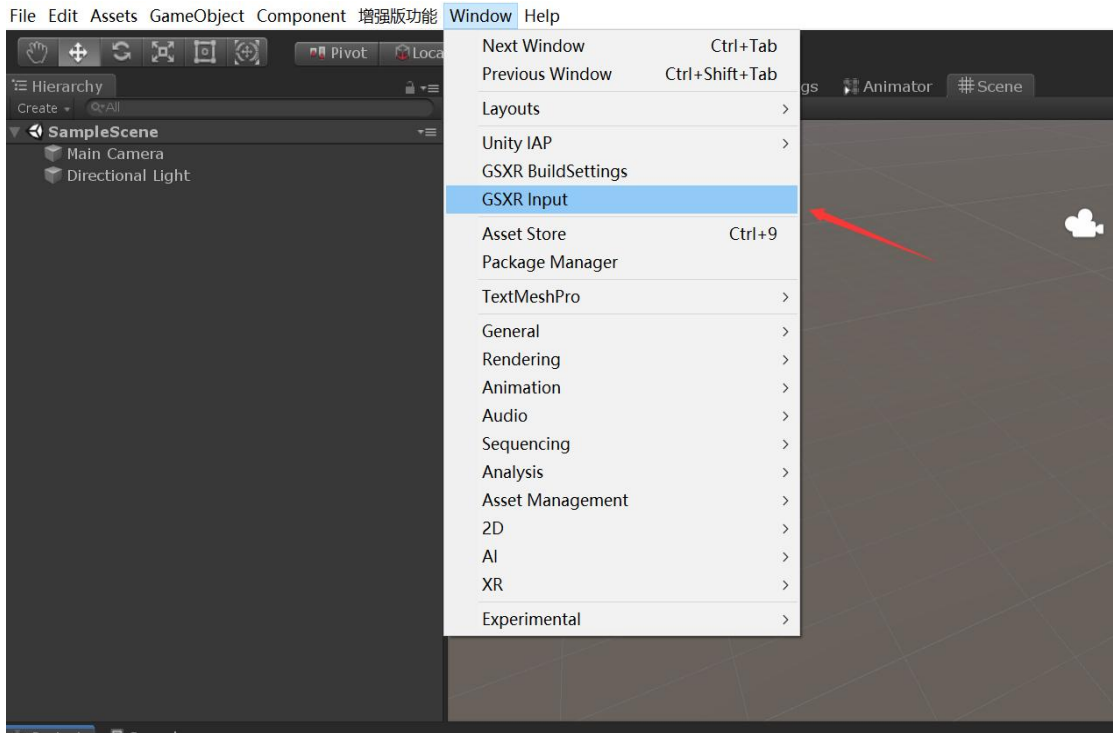 File Edit Assets GameObject Component 增强版功能 Window Help
Pivot Loca
Hierarchy
Create All
SampleScene
Main Camera
Directional Light
Next Window Ctrl+Tab
Previous Window Ctrl+Shift+Tab
Layouts
Unity IAP
GSXR BuildSettings
GSXR Input
Asset Store Ctrl+9
Package Manager
TextMeshPro
General
Rendering
Animation
Audio
Sequencing
Analysis
Asset Management
2D
AI
XR
Experimental
gs Animator Scene